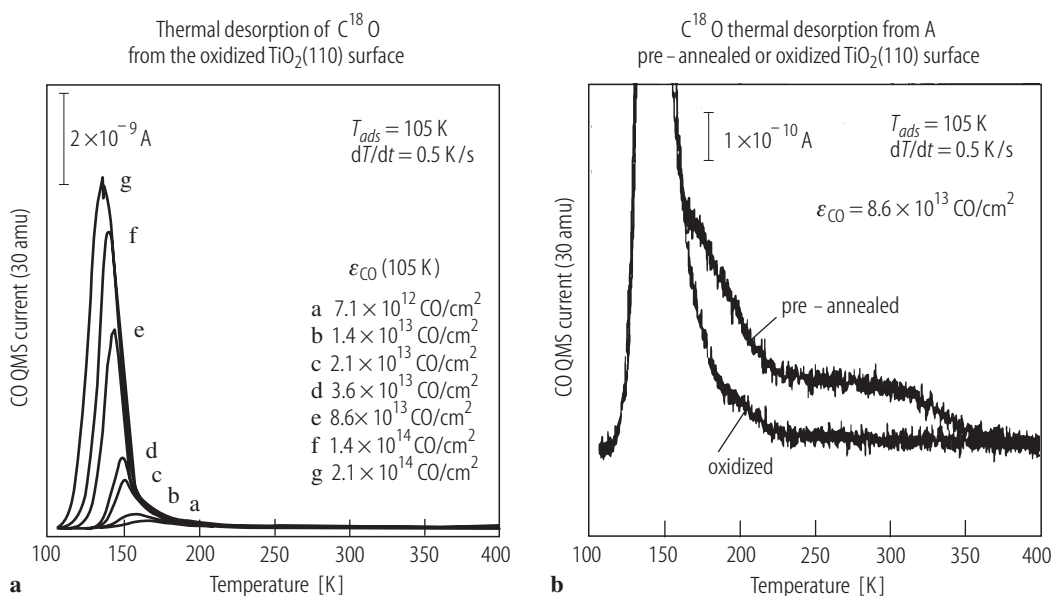 Thermal desorption of C¹⁸O
from the oxidized TiO₂(110) surface
2×10⁻⁹ A
T_ads = 105 K
dT/dt = 0.5 K/s
g
f
e
d
c
b
a
ε_CO (105 K)
a 7.1 × 10¹² CO/cm²
b 1.4 × 10¹³ CO/cm²
c 2.1 × 10¹³ CO/cm²
d 3.6 × 10¹³ CO/cm²
e 8.6 × 10¹³ CO/cm²
f 1.4 × 10¹⁴ CO/cm²
g 2.1 × 10¹⁴ CO/cm²
CO QMS current (30 amu)
100 150 200 250 300 350 400
Temperature [K]
a
C¹⁸O thermal desorption from A
pre – annealed or oxidized TiO₂(110) surface
1 × 10⁻¹⁰ A
T_ads = 105 K
dT/dt = 0.5 K/s
ε_CO = 8.6 × 10¹³ CO/cm²
pre – annealed
oxidized
CO QMS current (30 amu)
100 150 200 250 300 350 400
Temperature [K]
b